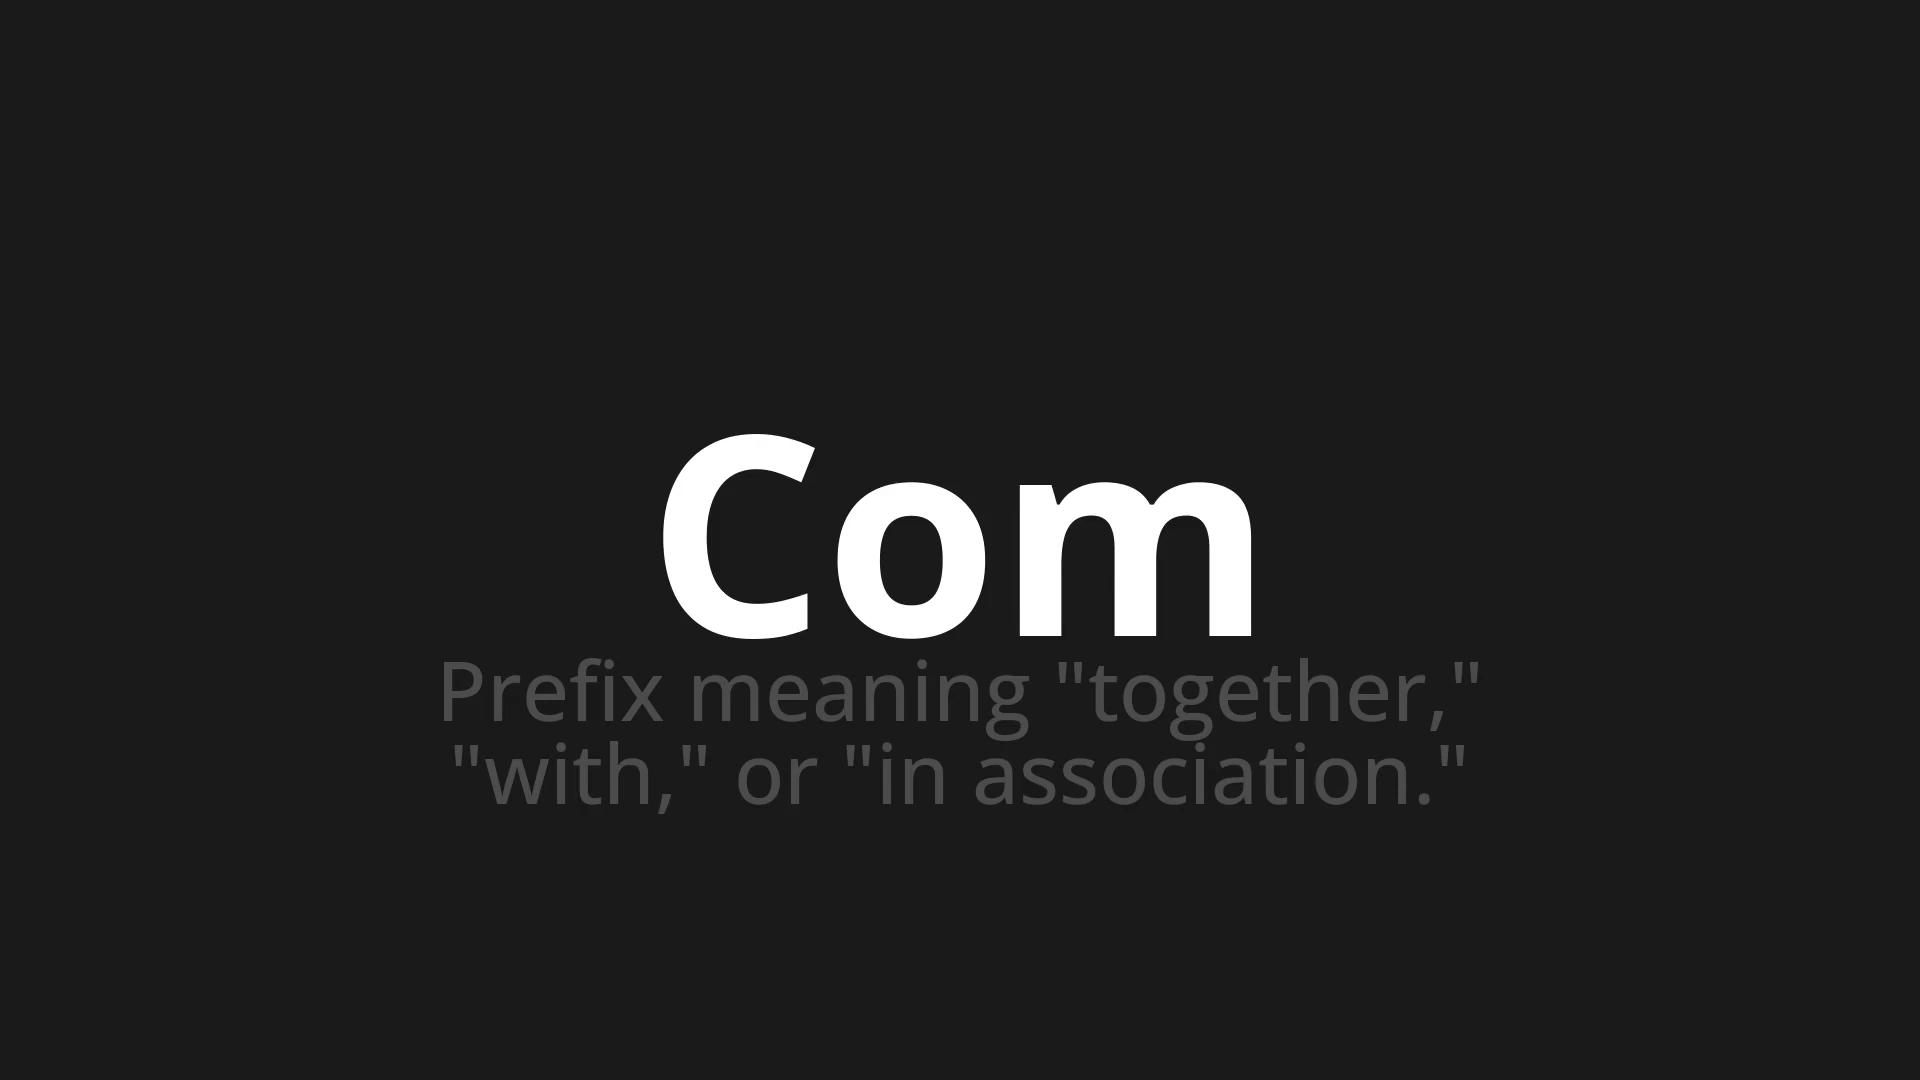 Com
Prefix meaning "together,"
"with," or "in association."